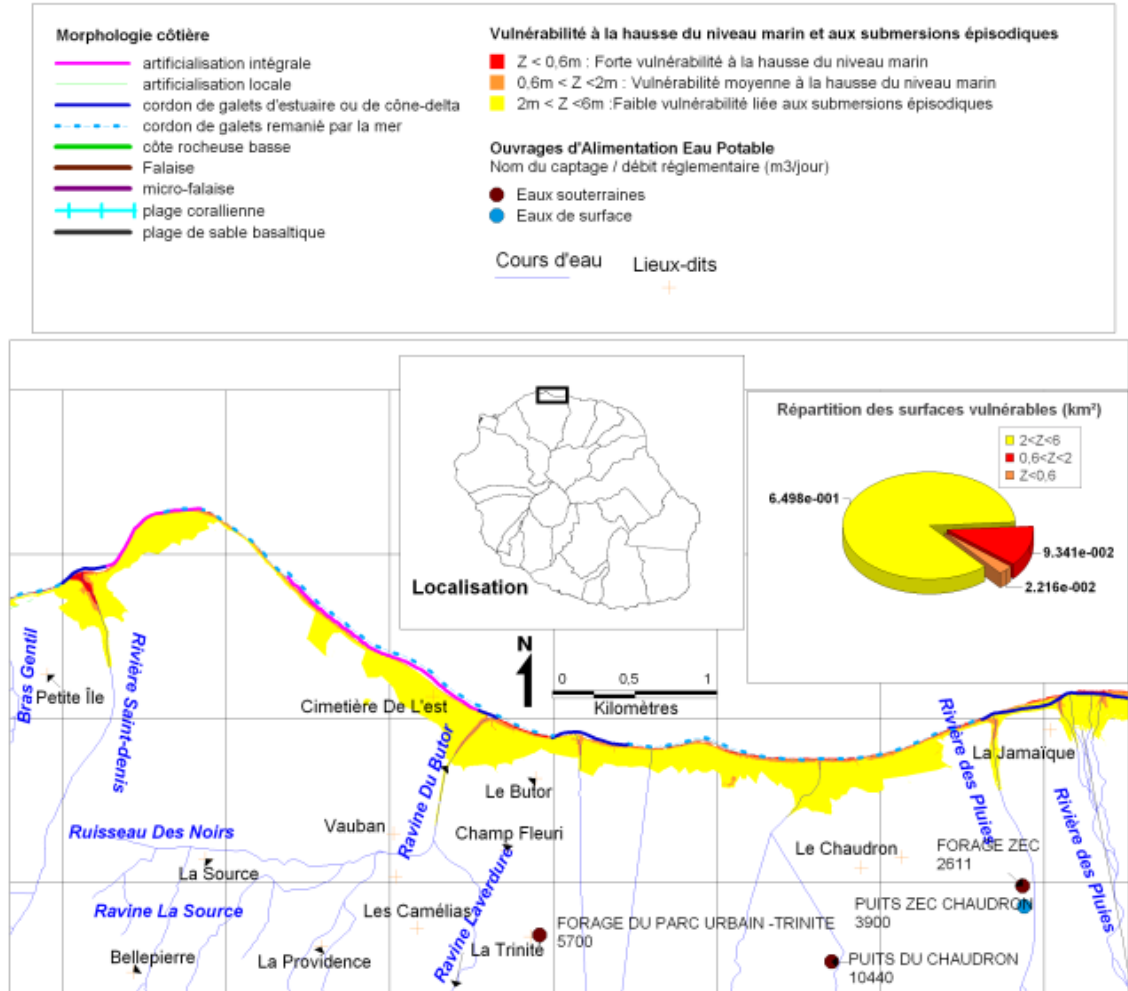 Morphologie côtière
artificialisation intégrale
artificialisation locale
cordon de galets d'estuaire ou de cône-delta
cordon de galets remanié par la mer
côte rocheuse basse
Falaise
micro-falaise
plage corallienne
plage de sable basaltique
Vulnérabilité à la hausse du niveau marin et aux submersions épisodiques
Z < 0,6m : Forte vulnérabilité à la hausse du niveau marin
0,6m < Z <2m : Vulnérabilité moyenne à la hausse du niveau marin
2m < Z <6m :Faible vulnérabilité liée aux submersions épisodiques
Ouvrages d'Alimentation Eau Potable
Nom du captage / débit réglementaire (m3/jour)
Eaux souterraines
Eaux de surface
Cours d'eau
Lieux-dits
Localisation
Répartition des surfaces vulnérables (km²)
2<Z<6
0,6<Z<2
Z<0,6
6.498e-001
9.341e-002
2.216e-002
N
0 0,5 1
Kilomètres
Bras Gentil
Petite Île
Rivière Saint-denis
Cimetière De L'est
Ravine Du Butor
Le Butor
Vauban
Champ Fleuri
Ruisseau Des Noirs
La Source
Ravine La Source
Les Camélias
Ravine Laverdure
Bellepierre
La Providence
La Trinité
FORAGE DU PARC URBAIN -TRINITE
5700
Le Chaudron
La Jamaïque
Rivière des Pluies
Rivière des Pluies
FORAGE ZEC
2611
PUITS ZEC CHAUDRON
3900
PUITS DU CHAUDRON
10440